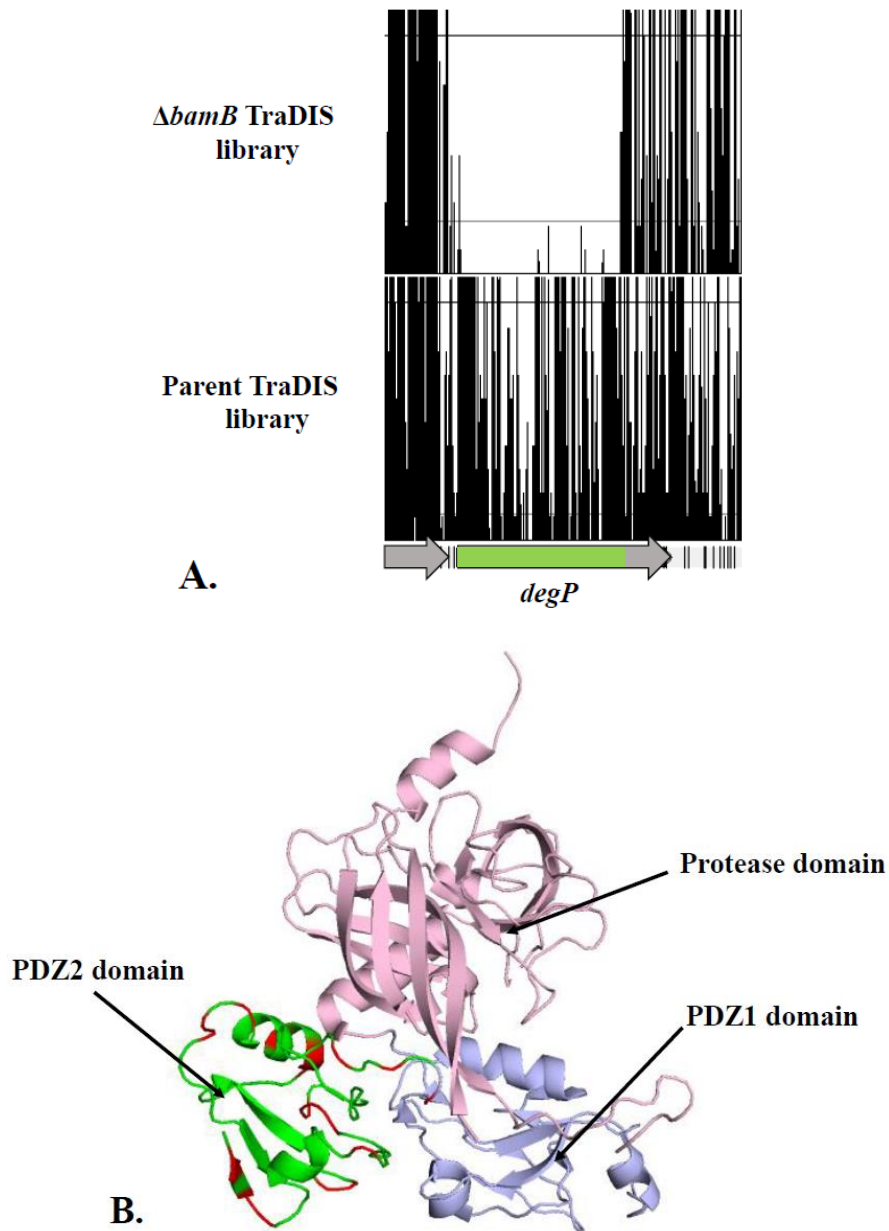 ΔbamB TraDIS
library
Parent TraDIS
library
A.
degP
Protease domain
PDZ2 domain
PDZ1 domain
B.